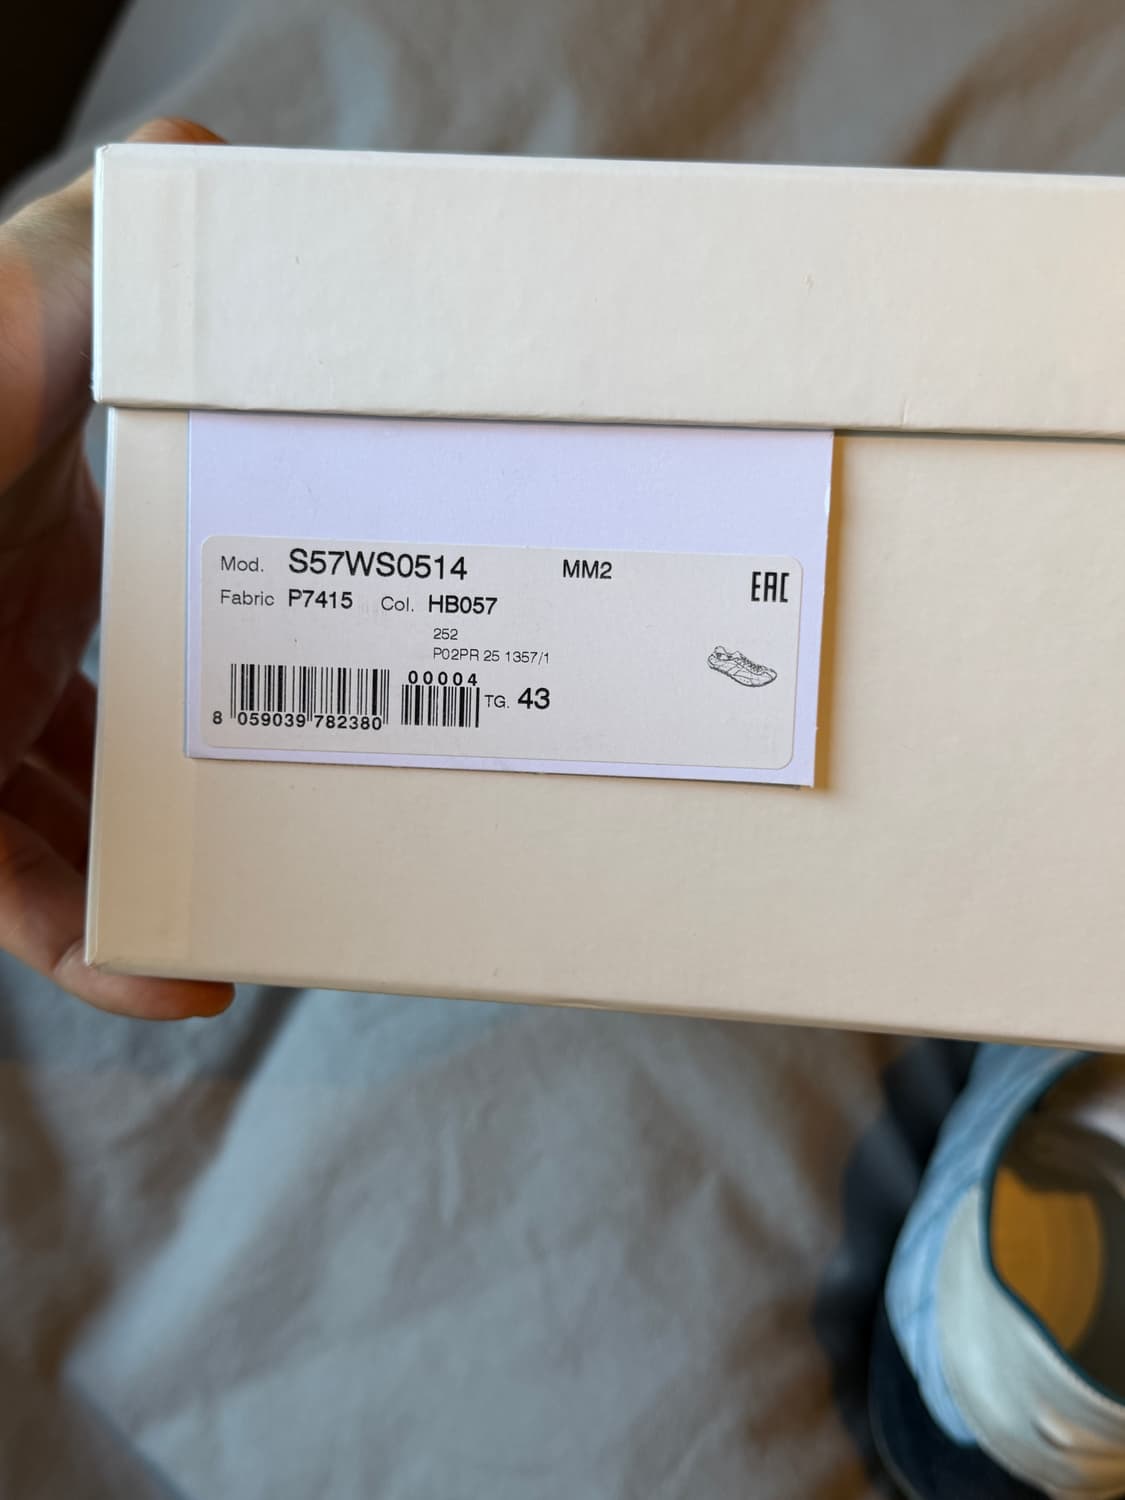 Mod. S57WS0514 MM2
Fabric P7415 Col. HB057 EAC
252
P02PR 25 1357/1
00004
8 059039 782380 TG. 43